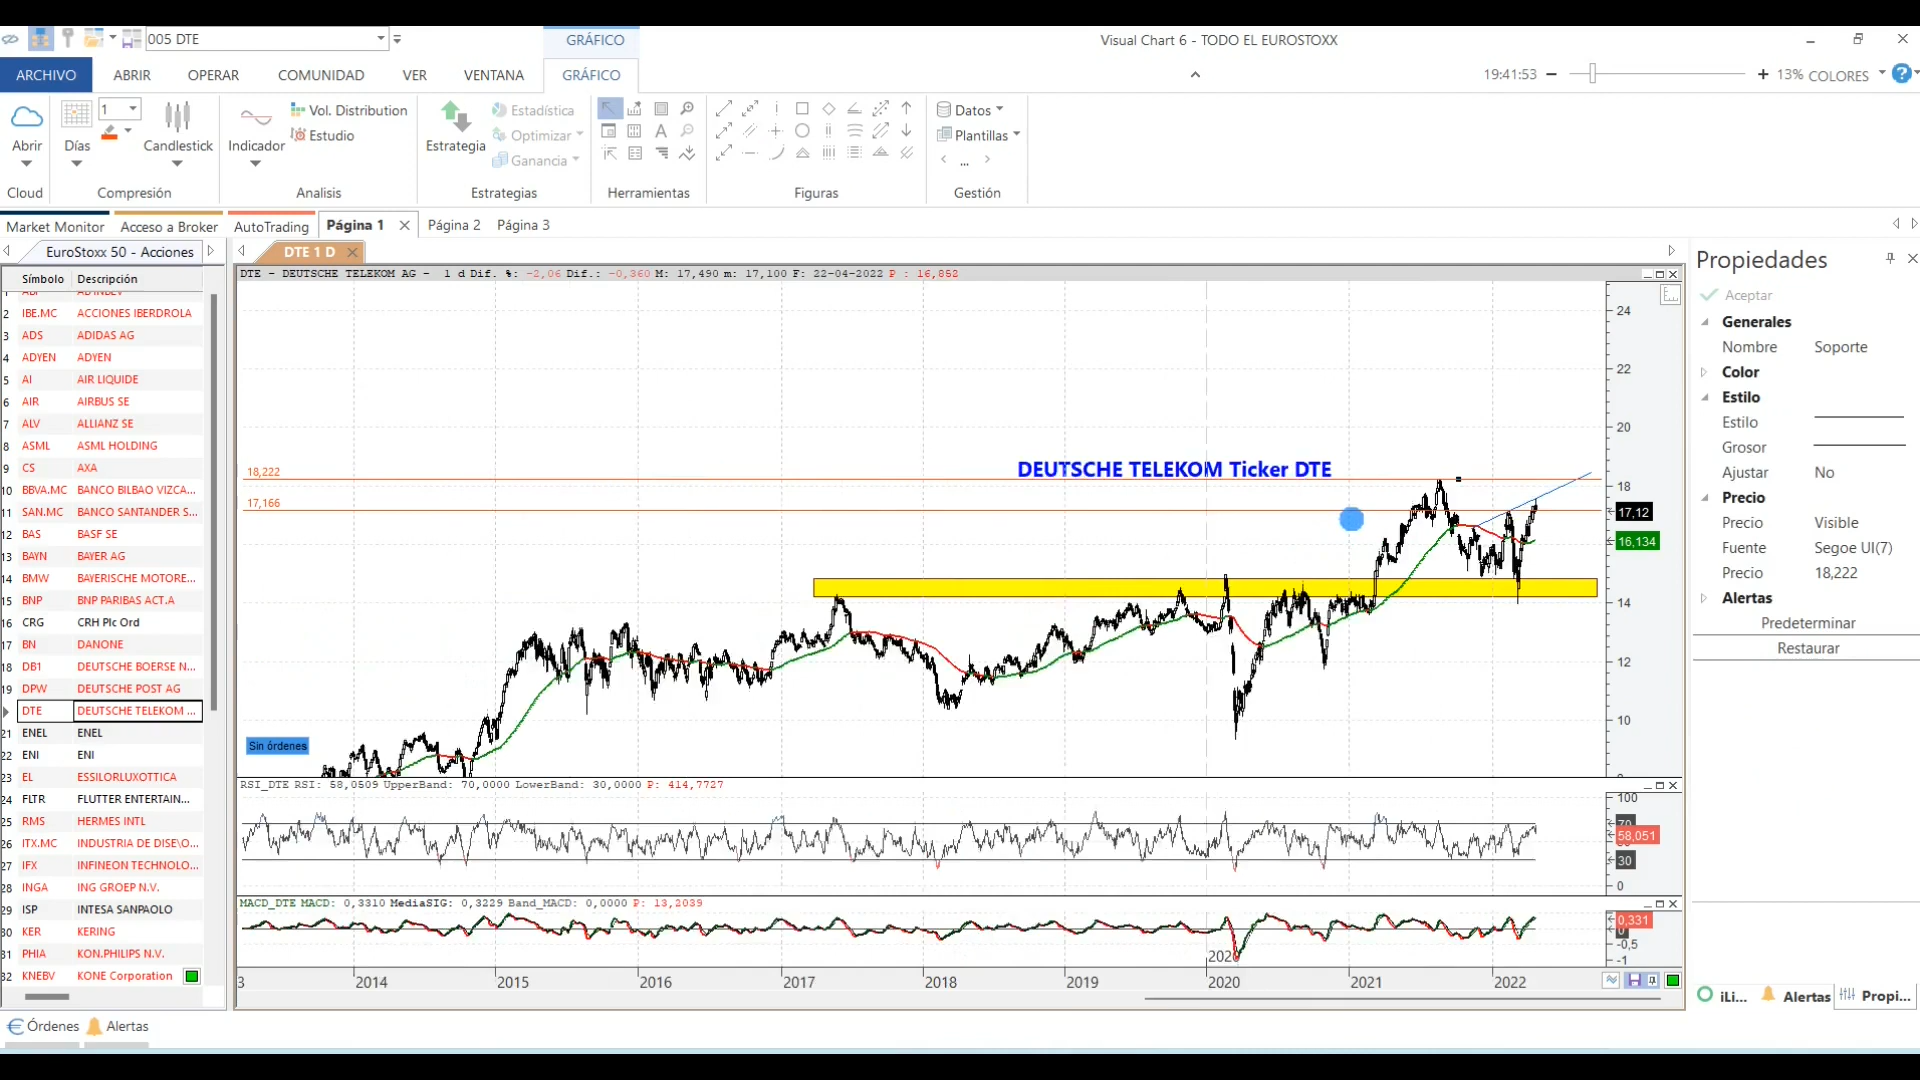 005 DTE
GRÁFICO
Visual Chart 6 - TODO EL EUROSTOXX
ARCHIVO
ABRIR
OPERAR
COMUNIDAD
VER
VENTANA
GRÁFICO
19:41:53
13%
COLORES
Abrir
Cloud
Días
1
Candlestick
Compresión
Indicador
Vol. Distribution
Estudio
Analisis
Estrategia
Estadística
Optimizar
Ganancia
Estrategias
Herramientas
Figuras
Datos
Plantillas
...
Gestión
Market Monitor
Acceso a Broker
AutoTrading
Página 1
Página 2
Página 3
EuroStoxx 50 - Acciones
Símbolo Descripción
2 IBE.MC ACCIONES IBERDROLA
3 ADS ADIDAS AG
4 ADYEN ADYEN
5 AI AIR LIQUIDE
6 AIR AIRBUS SE
7 ALV ALLIANZ SE
8 ASML ASML HOLDING
9 CS AXA
10 BBVA.MC BANCO BILBAO VIZCA...
11 SAN.MC BANCO SANTANDER S...
12 BAS BASF SE
13 BAYN BAYER AG
14 BMW BAYERISCHE MOTORE...
15 BNP BNP PARIBAS ACT.A
16 CRG CRH Plc Ord
17 BN DANONE
18 DB1 DEUTSCHE BOERSE N...
19 DPW DEUTSCHE POST AG
DTE DEUTSCHE TELEKOM ...
21 ENEL ENEL
22 ENI ENI
23 EL ESSILORLUXOTTICA
24 FLTR FLUTTER ENTERTAIN...
25 RMS HERMES INTL
26 ITX.MC INDUSTRIA DE DISE\O...
27 IFX INFINEON TECHNOLO...
28 INGA ING GROEP N.V.
29 ISP INTESA SANPAOLO
30 KER KERING
31 PHIA KON.PHILIPS N.V.
32 KNEBV KONE Corporation
DTE 1 D
DTE - DEUTSCHE TELEKOM AG - 1 d Dif. %: -2,06 Dif.: -0,360 M: 17,490 m: 17,100 F: 22-04-2022 P : 16,852
DEUTSCHE TELEKOM Ticker DTE
18,222
17,166
24
22
20
18
17,12
16,134
14
12
10
Sin órdenes
RSI_DTE RSI: 58,0509 UpperBand: 70,0000 LowerBand: 30,0000 P: 414,7727
100
70
58,051
30
0
MACD_DTE MACD: 0,3310 MediaSIG: 0,3229 Band_MACD: 0,0000 P: 13,2039
0,331
0
-0,5
-1
2020
3 2014 2015 2016 2017 2018 2019 2020 2021 2022
Propiedades
Aceptar
Generales
Nombre Soporte
Color
Estilo
Estilo
Grosor
Ajustar No
Precio
Precio Visible
Fuente Segoe UI(7)
Precio 18,222
Alertas
Predeterminar
Restaurar
iLi...
Alertas
Propi...
Órdenes
Alertas